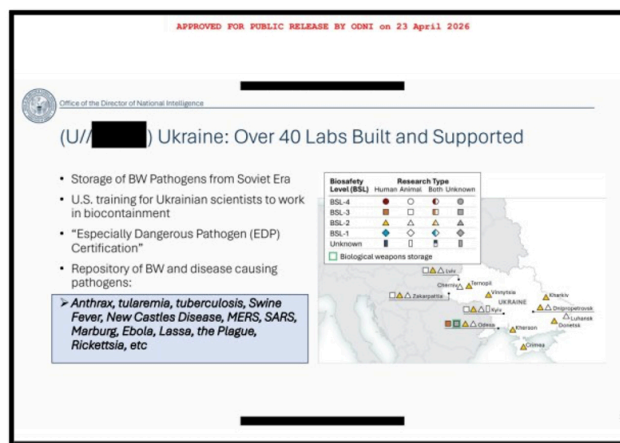 APPROVED FOR PUBLIC RELEASE BY ODNI on 23 April 2026
Office of the Director of National Intelligence
(U// ) Ukraine: Over 40 Labs Built and Supported
• Storage of BW Pathogens from Soviet Era
• U.S. training for Ukrainian scientists to work
in biocontainment
• “Especially Dangerous Pathogen (EDP)
Certification”
• Repository of BW and disease causing
pathogens:
➢ Anthrax, tularemia, tuberculosis, Swine
Fever, New Castles Disease, MERS, SARS,
Marburg, Ebola, Lassa, the Plague,
Rickettsia, etc
Biosafety Research Type
Level (BSL) Human Animal Both Unknown
BSL-4
BSL-3
BSL-2
BSL-1
Unknown
Biological weapons storage
Lviv
Ternopil
Vinnytsia
Kharkiv
Zakarpattia
UKRAINE
Kyiv
Dnipropetrovsk
Luhansk
Donetsk
Odesa
Kherson
Crimea